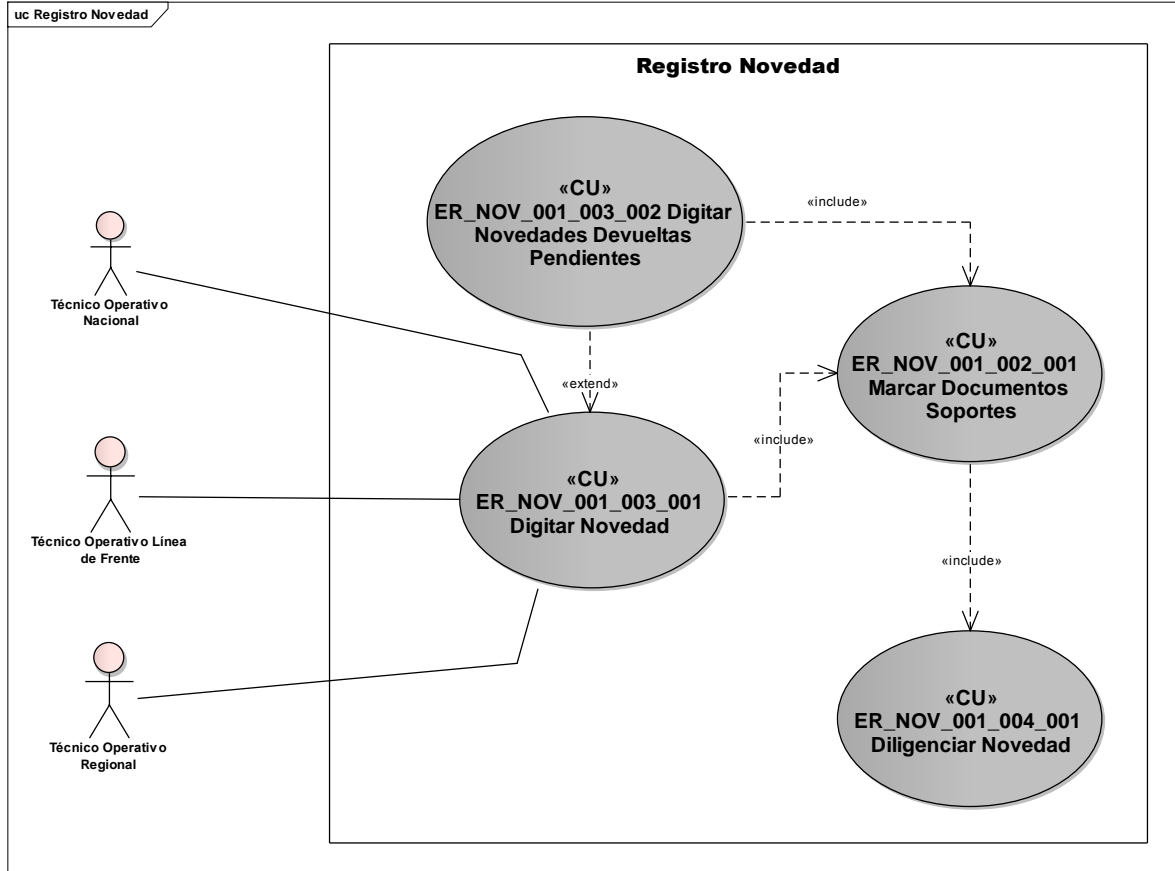 uc Registro Novedad
Registro Novedad
«CU»
ER_NOV_001_003_002 Digitar
Novedades Devueltas
Pendientes
«include»
Técnico Operativo
Nacional
«CU»
ER_NOV_001_002_001
Marcar Documentos
Soportes
«extend»
«include»
«CU»
ER_NOV_001_003_001
Digitar Novedad
Técnico Operativo Línea
de Frente
«include»
«CU»
ER_NOV_001_004_001
Diligenciar Novedad
Técnico Operativo
Regional